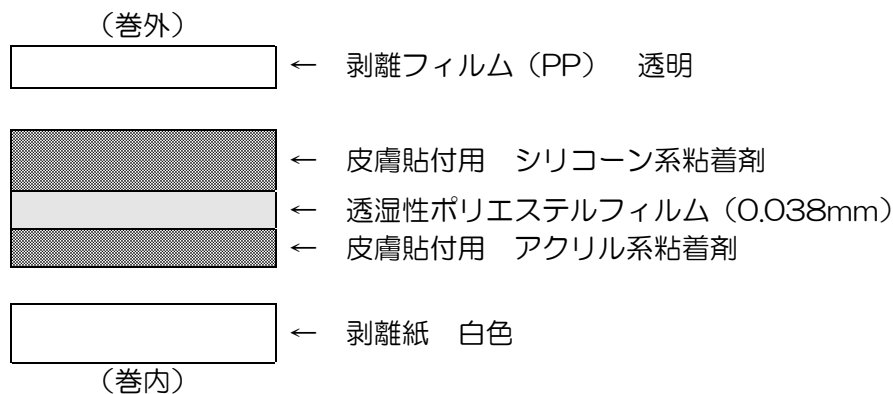 （巻外）
← 剥離フィルム（PP） 透明
← 皮膚貼付用 シリコーン系粘着剤
← 透湿性ポリエステルフィルム（0.038mm）
← 皮膚貼付用 アクリル系粘着剤
← 剥離紙 白色
（巻内）